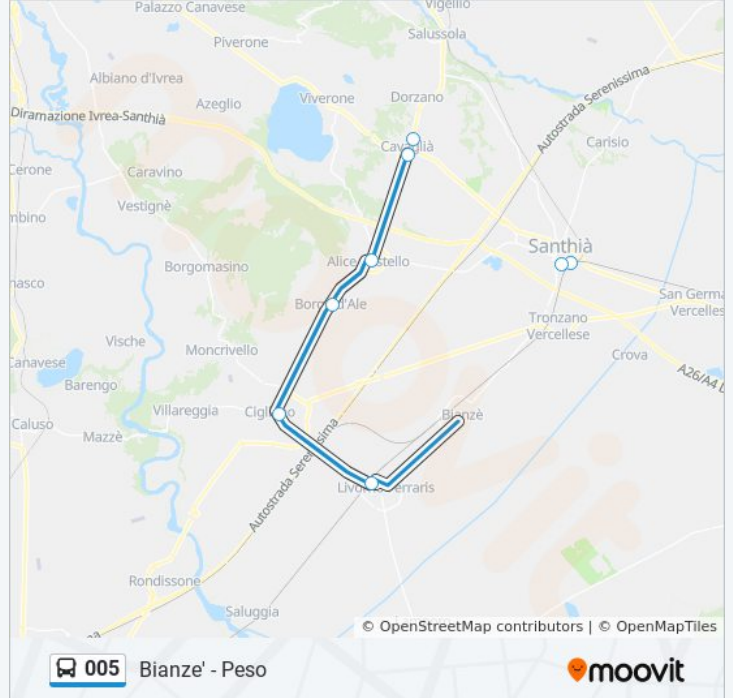 Palazzo Canavese
Vigellio
Salussola
Piverone
Albiano d'Ivrea
Viverone
Dorzano
Azeglio
Diramazione Ivrea-Santhià
Autostrada Serenissima
Cavaglià
Carisio
Cerone
Caravino
Vestignè
Santhià
Alice Castello
Borgomasino
San Germa
Vercelles
Borgo d'Ale
Tronzano
Vercellese
Vische
Moncrivello
Crova
Canavese
A26/A4
Barengo
Villareggia
Cigliano
Bianzè
Caluso
Mazzè
Autostrada Serenissima
Livorno Ferraris
Rondissone
Saluggia
© OpenStreetMap contributors | © OpenMapTiles
005 Bianze' - Peso
moovit